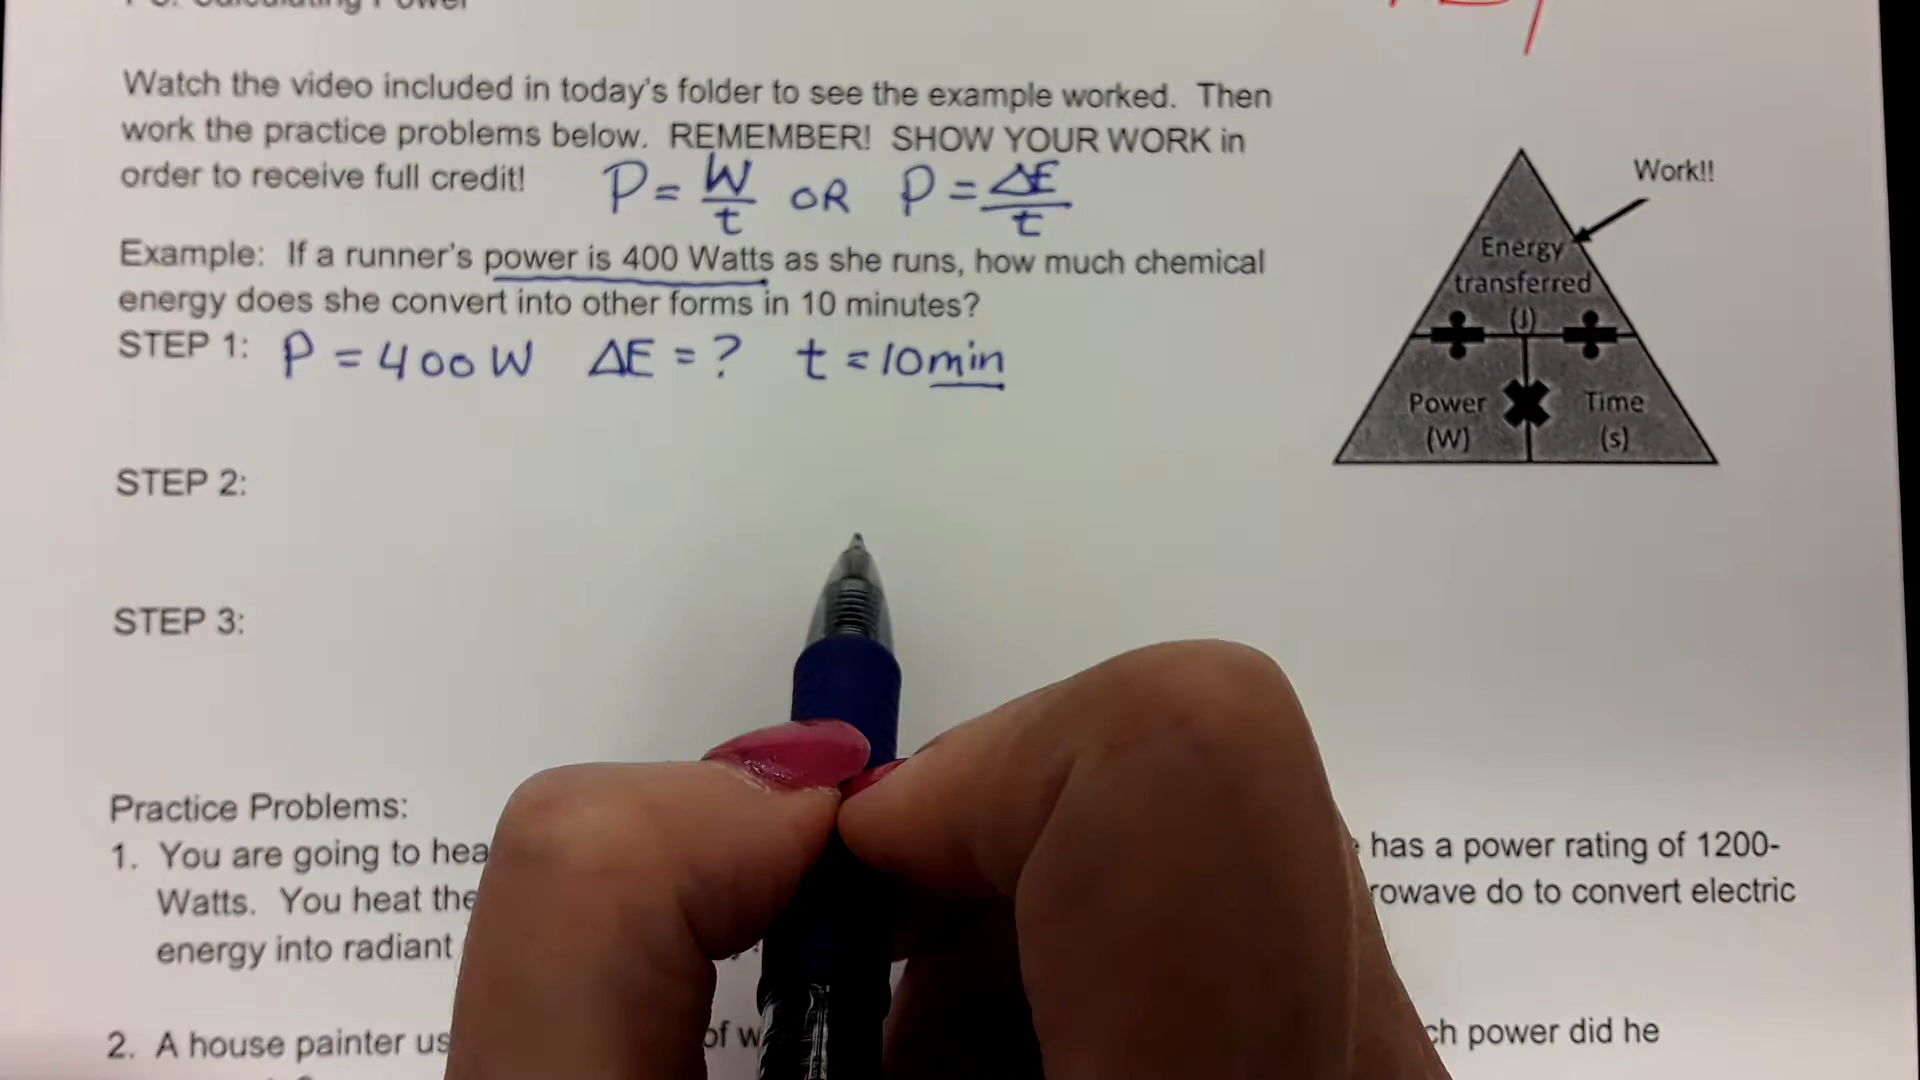 Calculating Power
Watch the video included in today's folder to see the example worked. Then
work the practice problems below. REMEMBER! SHOW YOUR WORK in
order to receive full credit!
P = W/t OR P = ΔE/t
Example: If a runner's power is 400 Watts as she runs, how much chemical
energy does she convert into other forms in 10 minutes?
STEP 1: P = 400 W ΔE = ? t = 10 min
STEP 2:
STEP 3:
Work!!
Energy
transferred
(J)
Power
(W)
Time
(s)
Practice Problems:
1. You are going to has a power rating of 1200-
Watts. You heat the do to convert electric
energy into radiant
2. A house painter of power did he